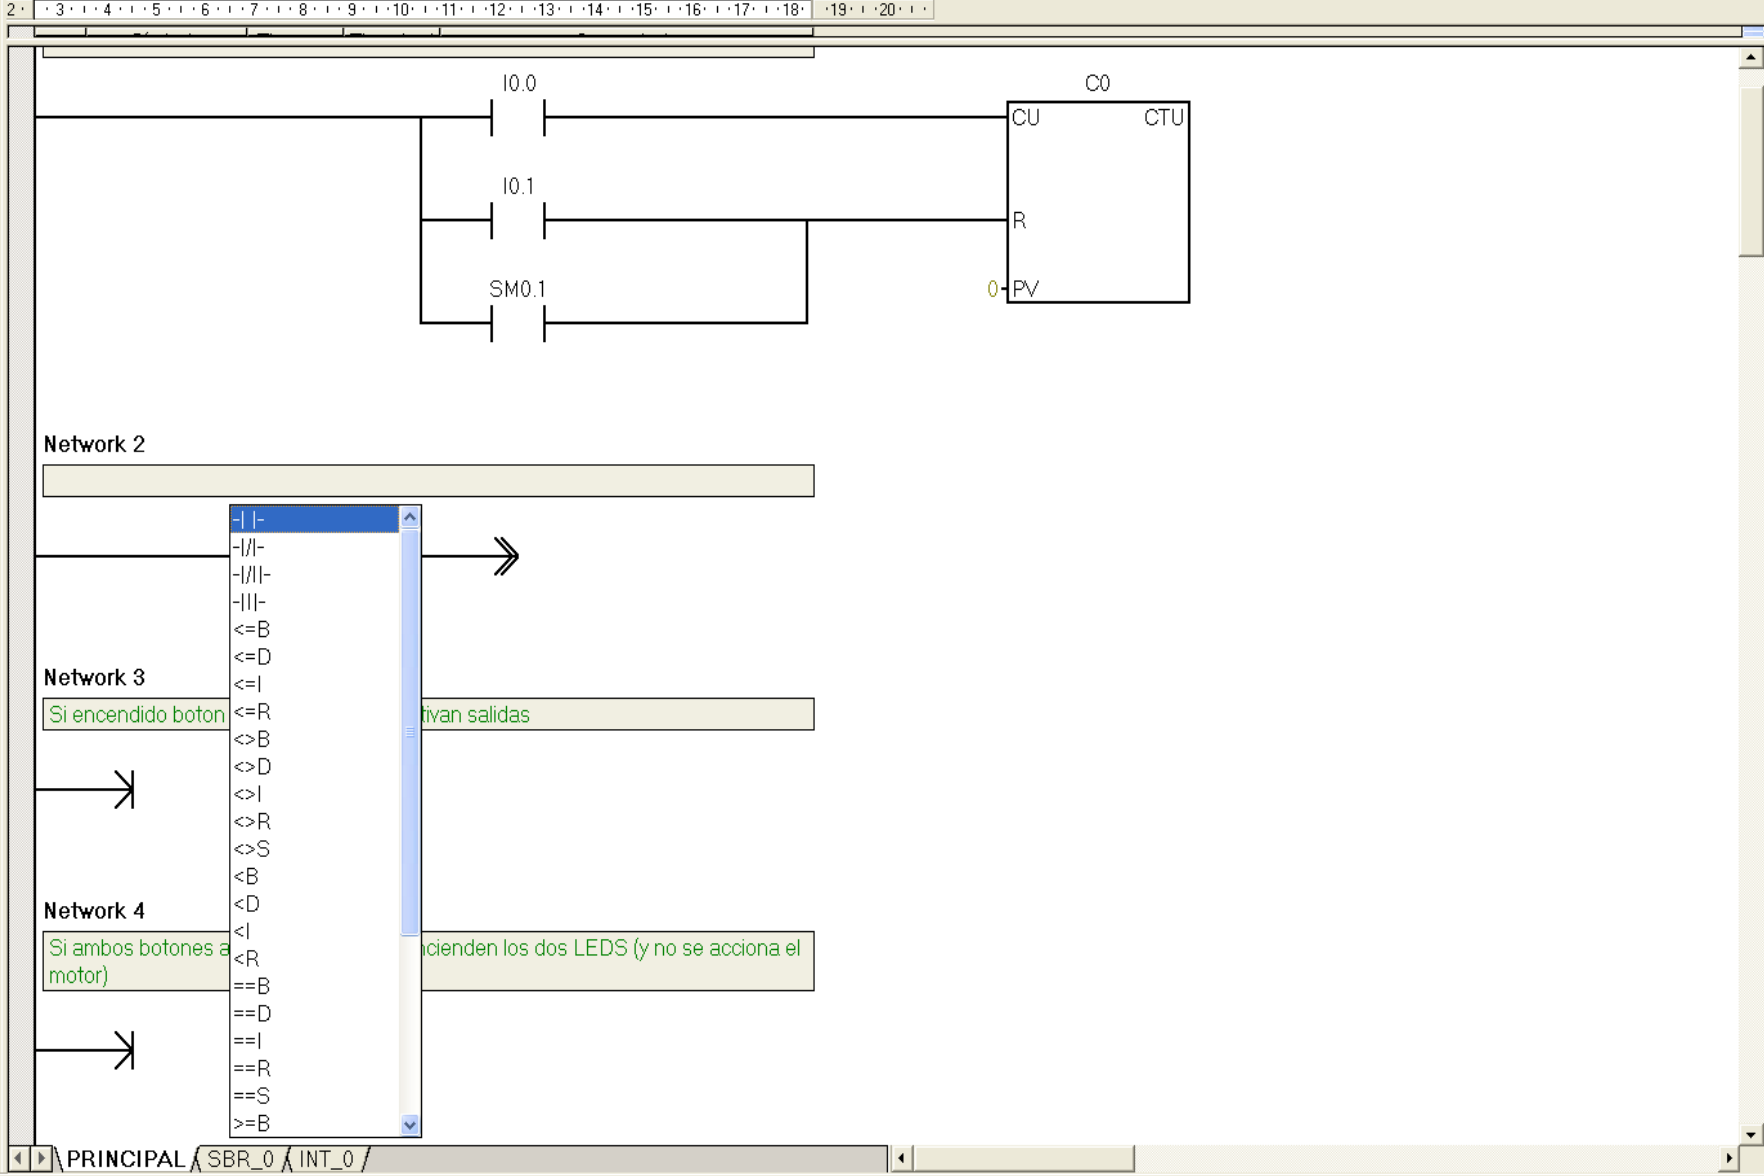 2 · · 3 · ı · 4 · ı · 5 · ı · 6 · ı · 7 · ı · 8 · ı · 9 · ı · 10 · ı · 11 · ı · 12 · ı · 13 · ı · 14 · ı · 15 · ı · 16 · ı · 17 · ı · 18 · · 19 · ı · 20 · ı ·
I0.0
C0
CU CTU
I0.1
R
SM0.1
0 PV
Network 2
-| |-
-|/|-
-|/||-
-|||-
<=B
<=D
Network 3
<=I
Si encendido boton
<=R
tivan salidas
<>B
<>D
<>I
<>R
<>S
<B
<D
Network 4
<I
Si ambos botones a
ncienden los dos LEDS (y no se acciona el
motor)
<R
==B
==D
==I
==R
==S
>=B
PRINCIPAL SBR_0 INT_0